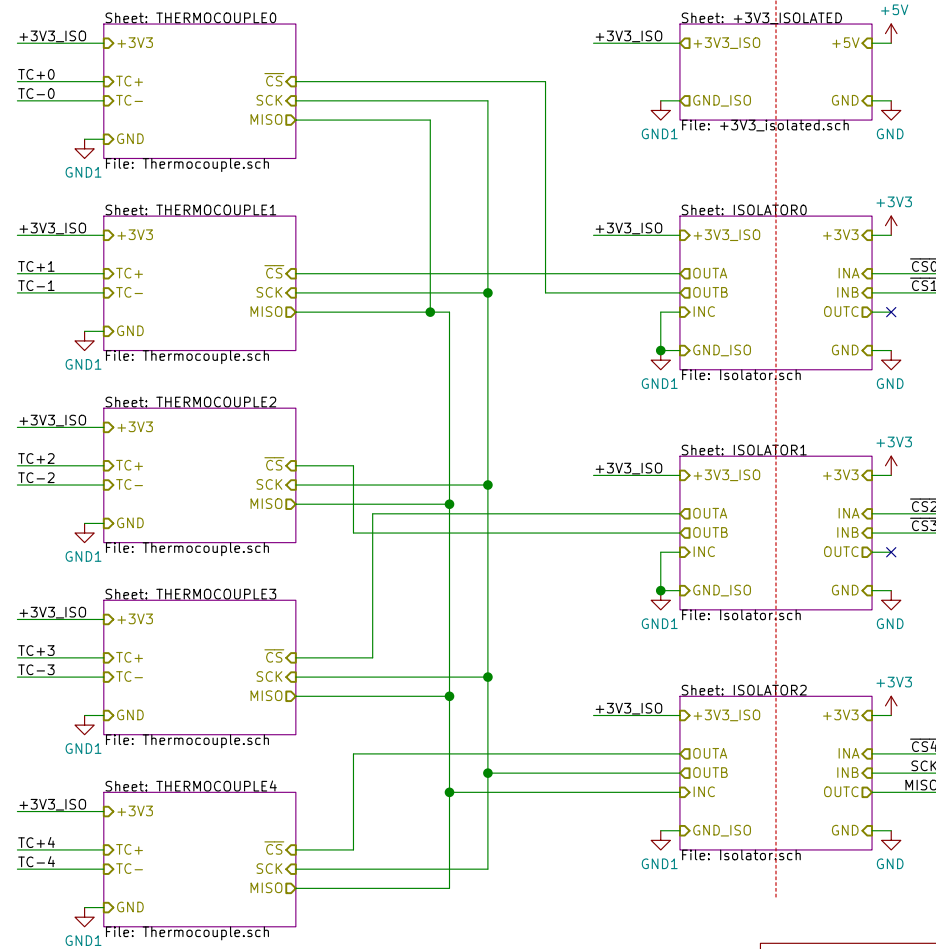 Sheet: THERMOCOUPLE0
+3V3_ISO
+3V3
TC+0
TC+
CS
TC-0
TC-
SCK
MISO
GND
GND1
File: Thermocouple.sch
Sheet: THERMOCOUPLE1
+3V3_ISO
+3V3
TC+1
TC+
CS
TC-1
TC-
SCK
MISO
GND
GND1
File: Thermocouple.sch
Sheet: THERMOCOUPLE2
+3V3_ISO
+3V3
TC+2
TC+
CS
TC-2
TC-
SCK
MISO
GND
GND1
File: Thermocouple.sch
Sheet: THERMOCOUPLE3
+3V3_ISO
+3V3
TC+3
TC+
CS
TC-3
TC-
SCK
MISO
GND
GND1
File: Thermocouple.sch
Sheet: THERMOCOUPLE4
+3V3_ISO
+3V3
TC+4
TC+
CS
TC-4
TC-
SCK
MISO
GND
GND1
File: Thermocouple.sch
+5V
Sheet: +3V3_ISOLATED
+3V3_ISO
+3V3_ISO
+5V
GND_ISO
GND
GND1
File: +3V3_isolated.sch
GND
+3V3
Sheet: ISOLATOR0
+3V3_ISO
+3V3_ISO
+3V3
OUTA
INA
CS0
OUTB
INB
CS1
INC
OUTC
GND_ISO
GND
GND1
File: Isolator.sch
GND
+3V3
Sheet: ISOLATOR1
+3V3_ISO
+3V3_ISO
+3V3
OUTA
INA
CS2
OUTB
INB
CS3
INC
OUTC
GND_ISO
GND
GND1
File: Isolator.sch
GND
+3V3
Sheet: ISOLATOR2
+3V3_ISO
+3V3_ISO
+3V3
OUTA
INA
CS4
OUTB
INB
SCK
INC
OUTC
MISO
GND_ISO
GND
GND1
File: Isolator.sch
GND